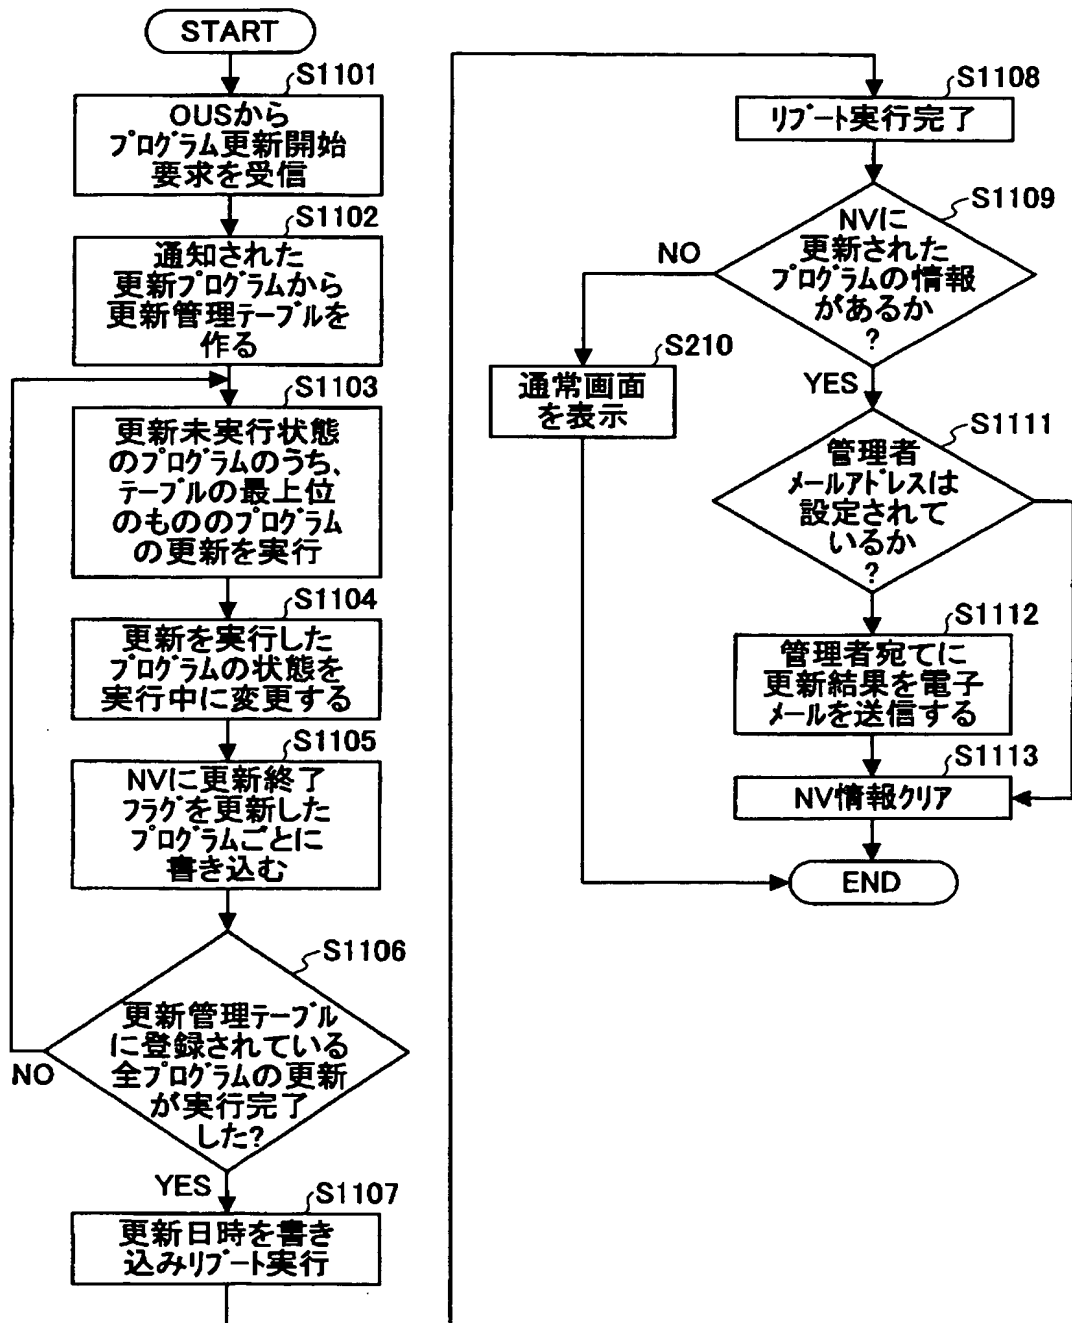 START
S1101
OUSから
プログラム更新開始
要求を受信
S1102
通知された
更新プログラムから
更新管理テーブルを
作る
S1103
更新未実行状態
のプログラムのうち、
テーブルの最上位
のもののプログラム
の更新を実行
S1104
更新を実行した
プログラムの状態を
実行中に変更する
S1105
NVに更新終了
フラグを更新した
プログラムごとに
書き込む
S1106
更新管理テーブル
に登録されている
全プログラムの更新
が実行完了
した?
NO
YES
S1107
更新日時を書き
込みリブート実行
S1108
リブート実行完了
S1109
NVに
更新された
プログラムの情報
があるか
?
NO
S210
通常画面
を表示
YES
S1111
管理者
メールアドレスは
設定されて
いるか
?
S1112
管理者宛てに
更新結果を電子
メールを送信する
S1113
NV情報クリア
END